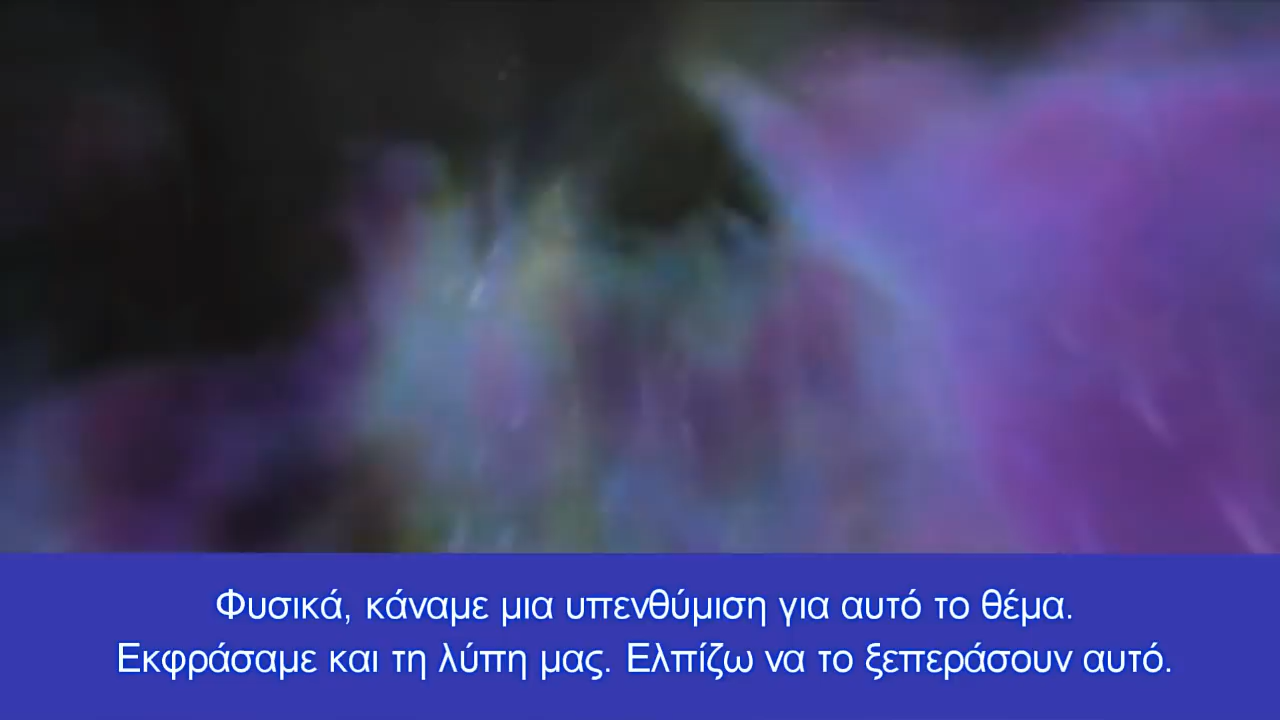 Φυσικά, κάναμε μια υπενθύμιση για αυτό το θέμα.
Εκφράσαμε και τη λύπη μας. Ελπίζω να το ξεπεράσουν αυτό.